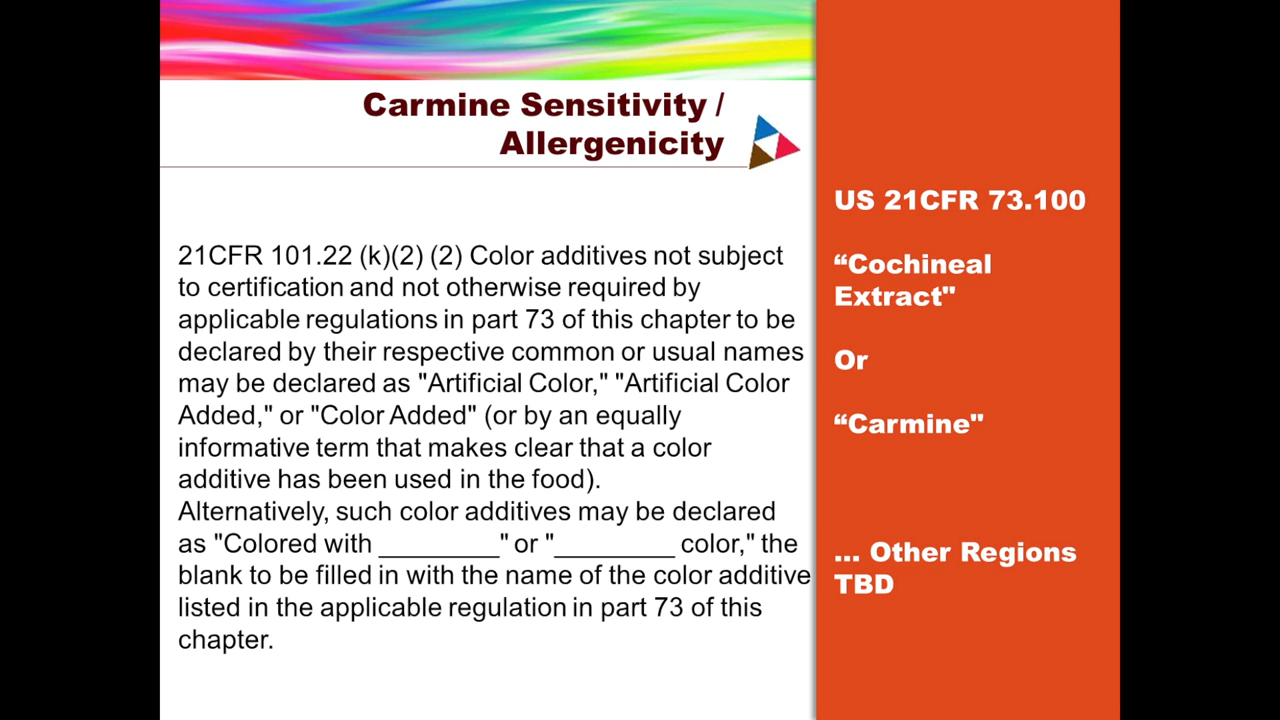 Carmine Sensitivity /
Allergenicity
21CFR 101.22 (k)(2) (2) Color additives not subject
to certification and not otherwise required by
applicable regulations in part 73 of this chapter to be
declared by their respective common or usual names
may be declared as "Artificial Color," "Artificial Color
Added," or "Color Added" (or by an equally
informative term that makes clear that a color
additive has been used in the food).
Alternatively, such color additives may be declared
as "Colored with _________" or "_________ color," the
blank to be filled in with the name of the color additive
listed in the applicable regulation in part 73 of this
chapter.
US 21CFR 73.100
“Cochineal
Extract"
Or
“Carmine"
... Other Regions
TBD